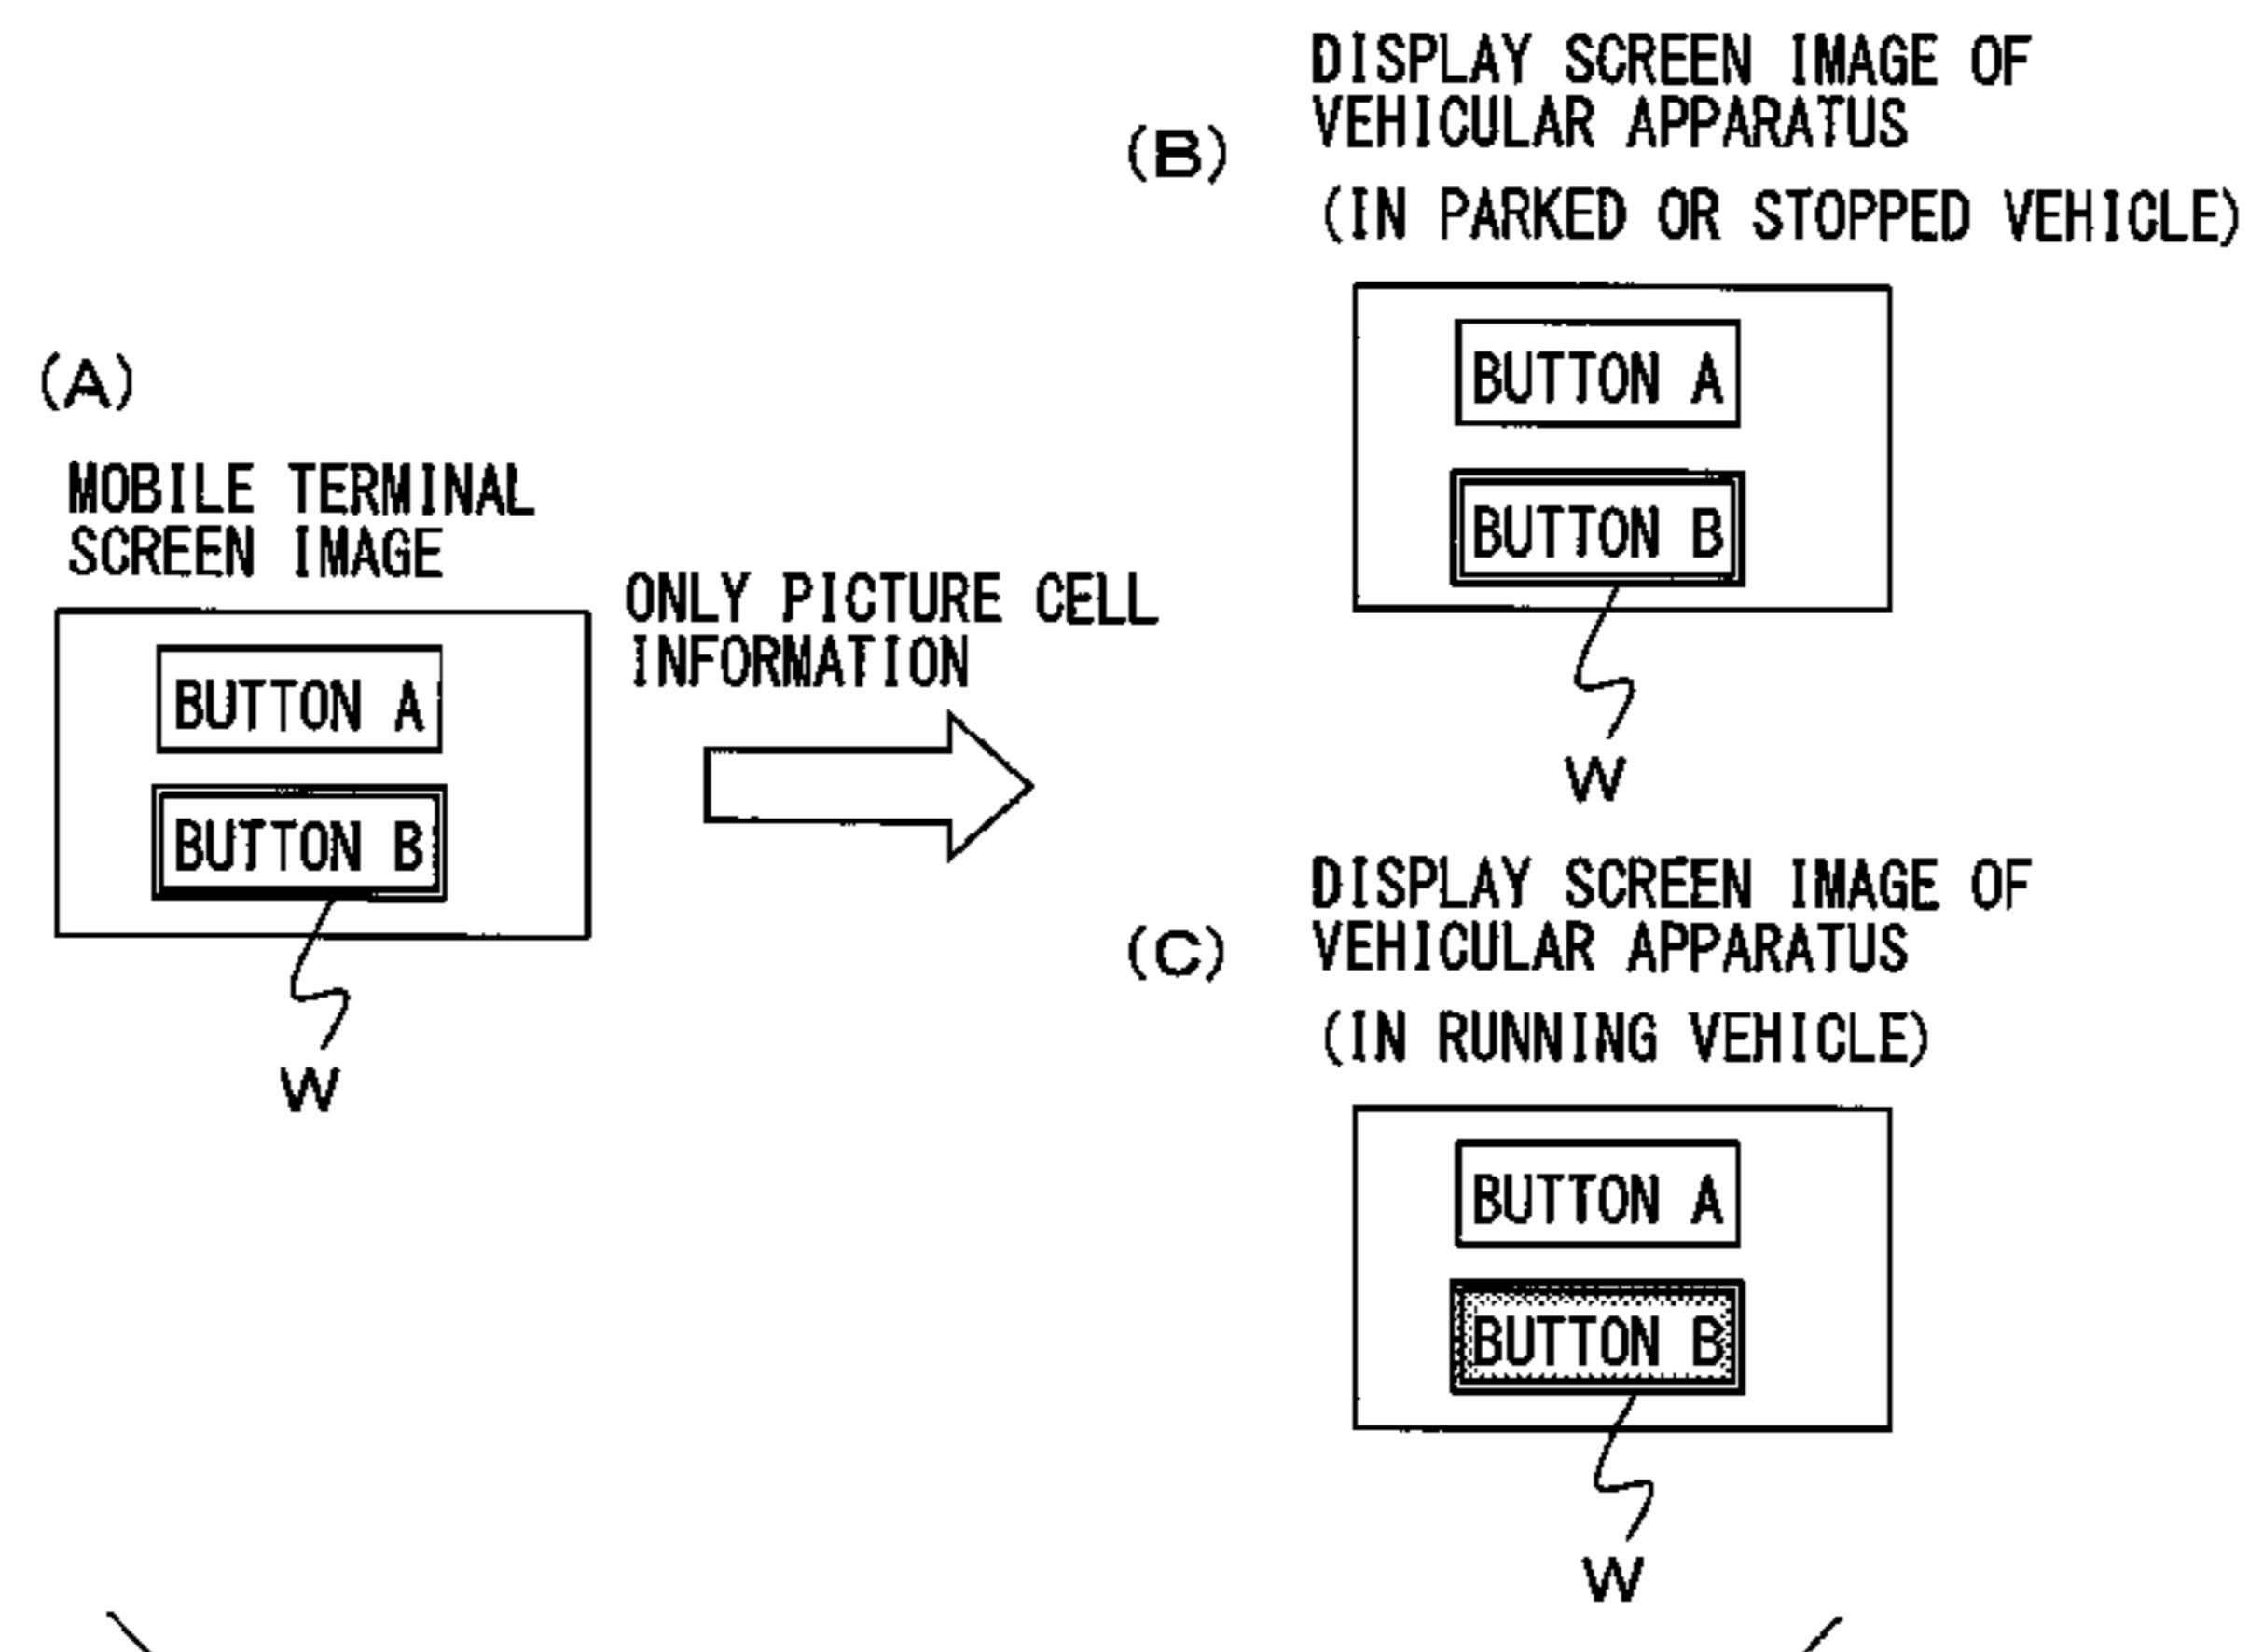 (A)
MOBILE TERMINAL
SCREEN IMAGE
BUTTON A
BUTTON B
W
ONLY PICTURE CELL
INFORMATION
(B)
DISPLAY SCREEN IMAGE OF
VEHICULAR APPARATUS
(IN PARKED OR STOPPED VEHICLE)
BUTTON A
BUTTON B
W
(C)
DISPLAY SCREEN IMAGE OF
VEHICULAR APPARATUS
(IN RUNNING VEHICLE)
BUTTON A
BUTTON B
W